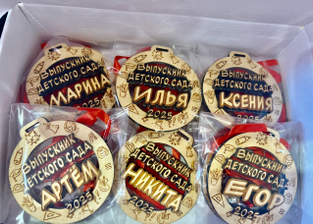 ВЫПУСКНИК
ДЕТСКОГО САДА
МАРИНА
2025
ВЫПУСКНИК
ДЕТСКОГО САДА
ИЛЬЯ
2025
ВЫПУСКНИК
ДЕТСКОГО САДА
КСЕНИЯ
2025
ВЫПУСКНИК
ДЕТСКОГО САДА
АРТЁМ
2025
ВЫПУСКНИК
ДЕТСКОГО САДА
НИКИТА
2025
ВЫПУСКНИК
ДЕТСКОГО САДА
ЕГОР
2025